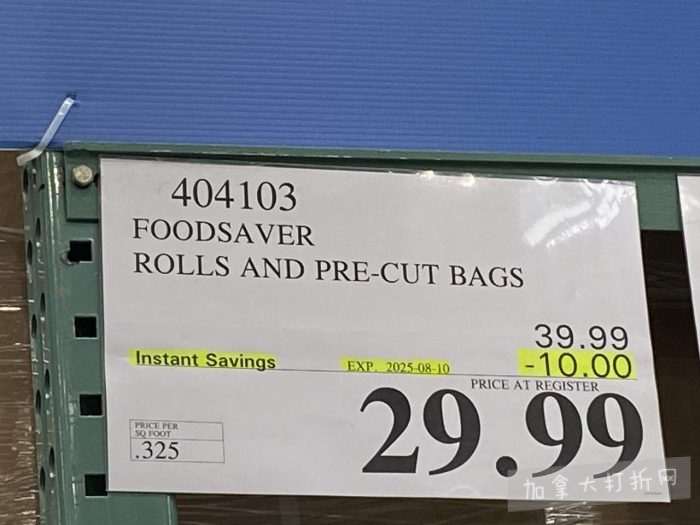 404103
FOODSAVER
ROLLS AND PRE-CUT BAGS
39.99
Instant Savings EXP. 2025-08-10 -10.00
PRICE AT REGISTER
29.99
PRICE PER
SQ FOOT
.325
加拿大打折网